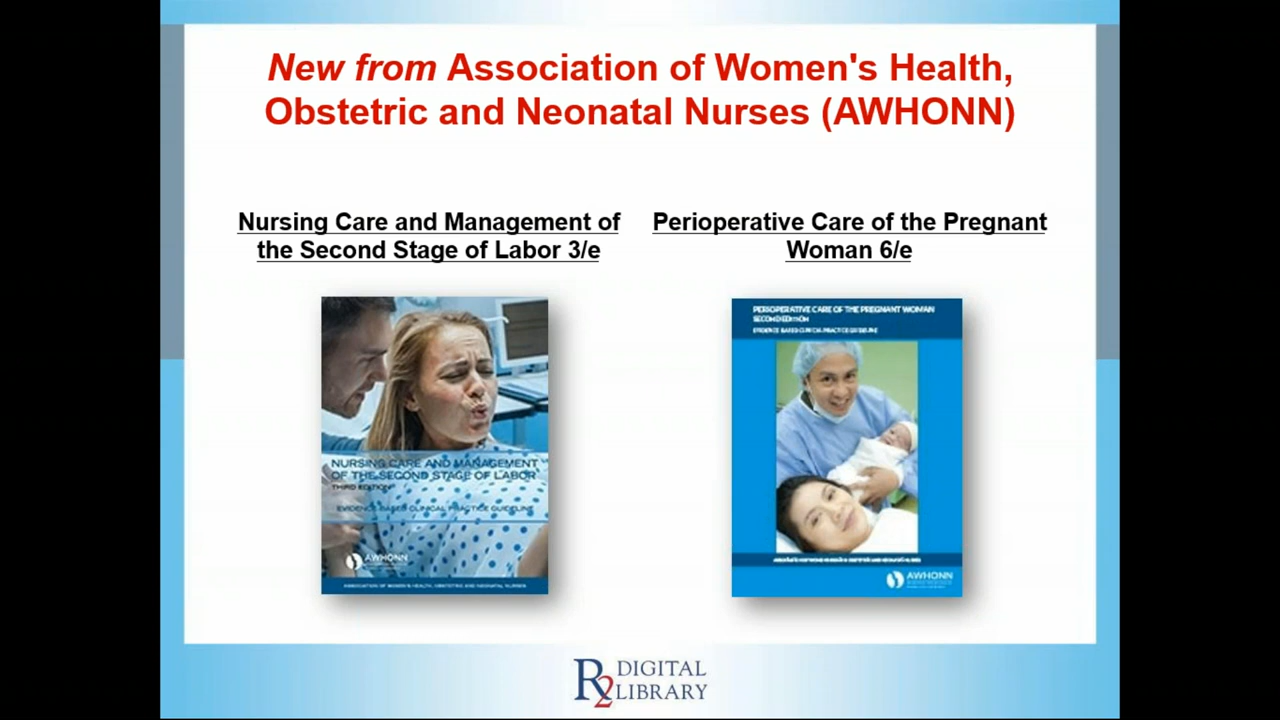 New from Association of Women's Health,
Obstetric and Neonatal Nurses (AWHONN)
Nursing Care and Management of
the Second Stage of Labor 3/e
Perioperative Care of the Pregnant
Woman 6/e
NURSING CARE AND MANAGEMENT
OF THE SECOND STAGE OF LABOR
THIRD EDITION
EVIDENCE-BASED CLINICAL PRACTICE GUIDELINE
AWHONN
ASSOCIATION OF WOMEN'S HEALTH, OBSTETRIC AND NEONATAL NURSES
PERIOPERATIVE CARE OF THE PREGNANT WOMAN
SECOND EDITION
EVIDENCE-BASED CLINICAL PRACTICE GUIDELINE
AWHONN
R2 DIGITAL
LIBRARY